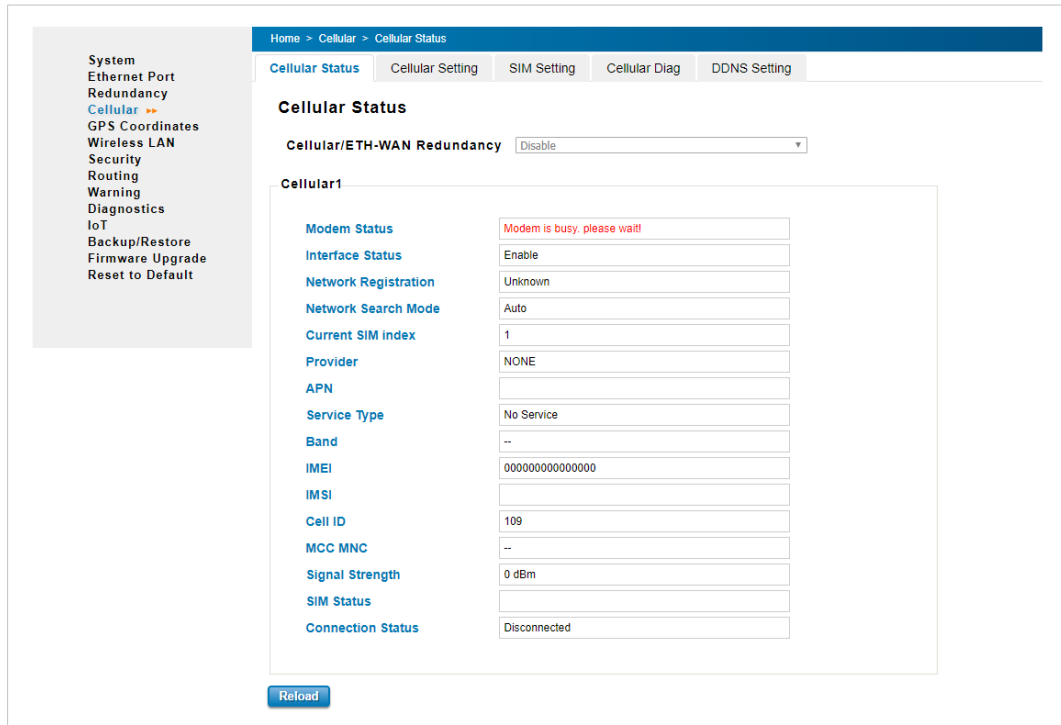 Home > Cellular > Cellular Status
System
Ethernet Port
Redundancy
Cellular
GPS Coordinates
Wireless LAN
Security
Routing
Warning
Diagnostics
IoT
Backup/Restore
Firmware Upgrade
Reset to Default
Cellular Status Cellular Setting SIM Setting Cellular Diag DDNS Setting
Cellular Status
Cellular/ETH-WAN Redundancy Disable
Cellular1
Modem Status Modem is busy. please wait!
Interface Status Enable
Network Registration Unknown
Network Search Mode Auto
Current SIM index 1
Provider NONE
APN
Service Type No Service
Band --
IMEI 000000000000000
IMSI
Cell ID 109
MCC MNC --
Signal Strength 0 dBm
SIM Status
Connection Status Disconnected
Reload